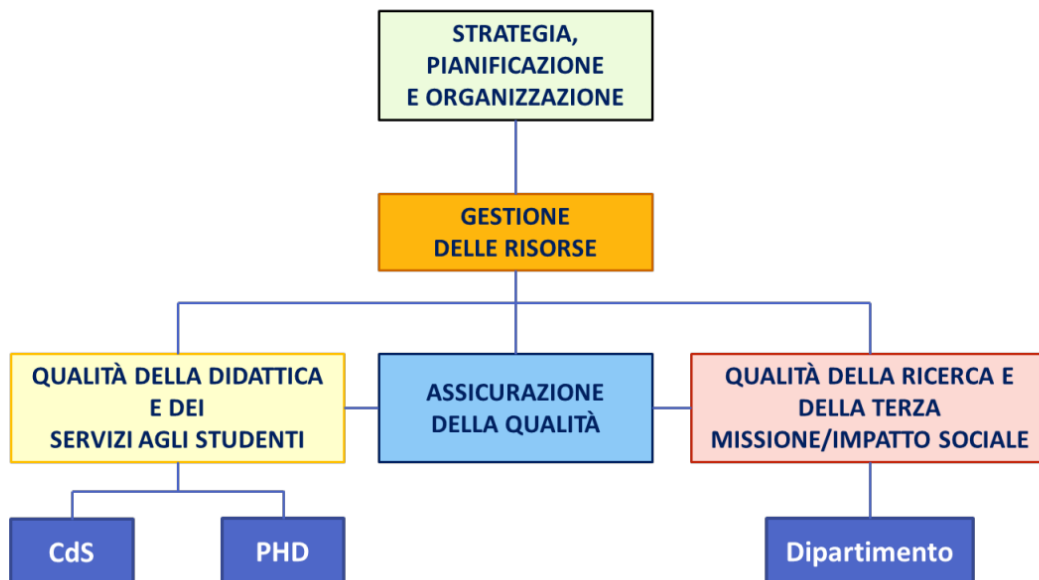 STRATEGIA,
PIANIFICAZIONE
E ORGANIZZAZIONE
GESTIONE
DELLE RISORSE
QUALITÀ DELLA DIDATTICA
E DEI
SERVIZI AGLI STUDENTI
ASSICURAZIONE
DELLA QUALITÀ
QUALITÀ DELLA RICERCA E
DELLA TERZA
MISSIONE/IMPATTO SOCIALE
CdS
PHD
Dipartimento